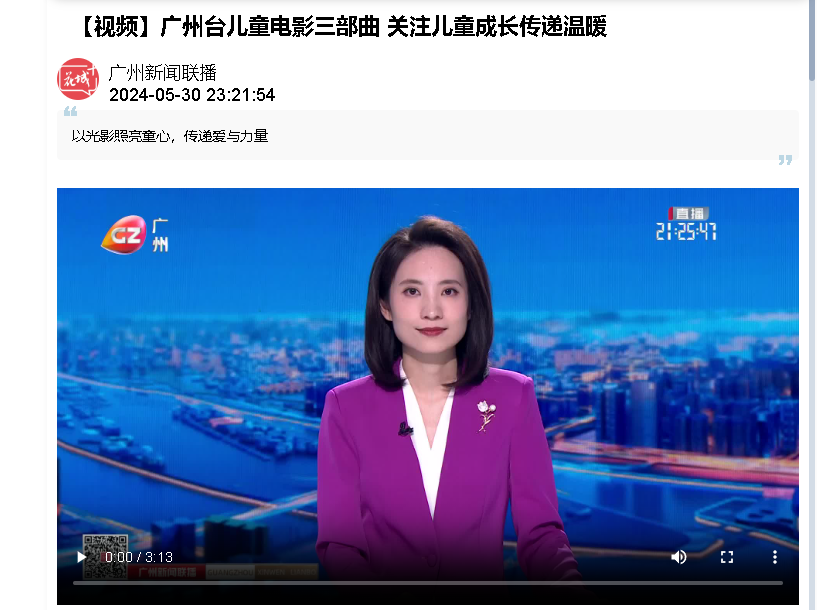 【视频】广州台儿童电影三部曲 关注儿童成长传递温暖
花城+
广州新闻联播
2024-05-30 23:21:54
“
以光影照亮童心，传递爱与力量
”
GZ 广州
直播
21:25:47
0:00 / 3:13
广州新闻联播